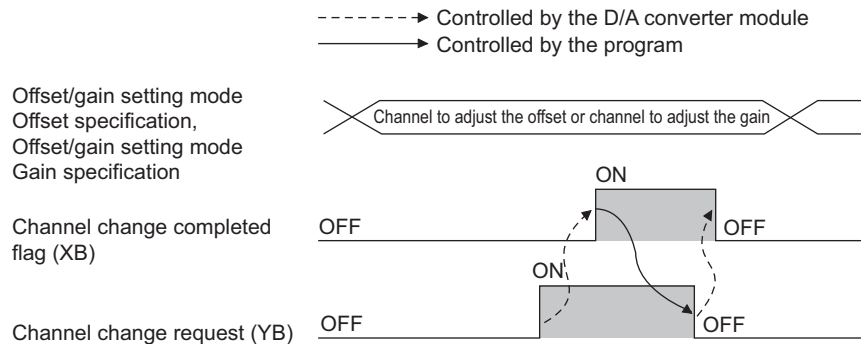 Controlled by the D/A converter module
Controlled by the program
Offset/gain setting mode
Offset specification,
Offset/gain setting mode
Gain specification
Channel to adjust the offset or channel to adjust the gain
ON
Channel change completed
flag (XB)
OFF
OFF
ON
Channel change request (YB)
OFF
OFF